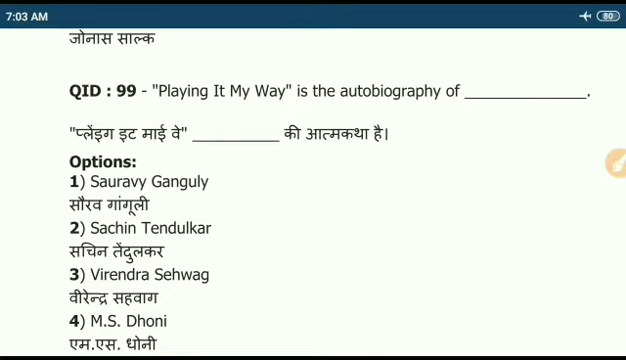 7:03 AM
80
जोनास साल्क
QID : 99 - "Playing It My Way" is the autobiography of ______________.
"प्लेंइग इट माई वे" __________ की आत्मकथा है।
Options:
1) Sauravy Ganguly
सौरव गांगूली
2) Sachin Tendulkar
सचिन तेंदुलकर
3) Virendra Sehwag
वीरेन्द्र सहवाग
4) M.S. Dhoni
एम.एस. धोनी